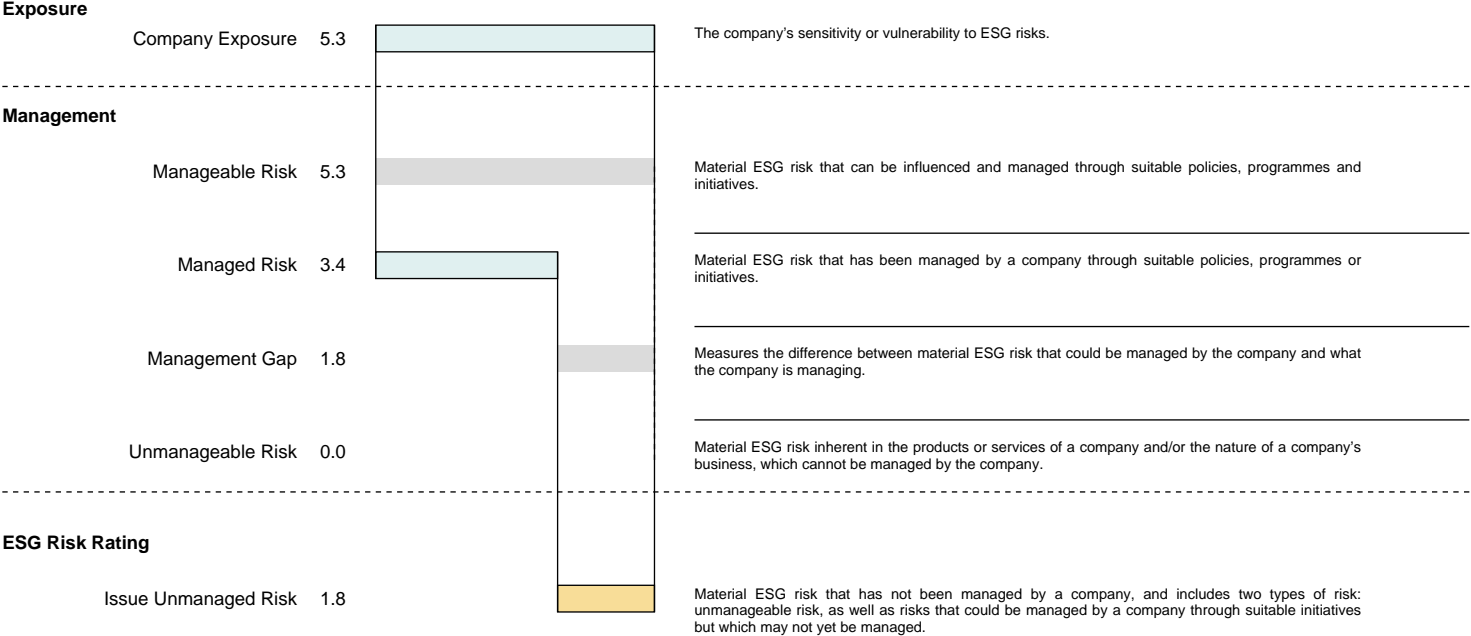 Exposure
Company Exposure 5.3
The company's sensitivity or vulnerability to ESG risks.
Management
Manageable Risk 5.3
Material ESG risk that can be influenced and managed through suitable policies, programmes and
initiatives.
Managed Risk 3.4
Material ESG risk that has been managed by a company through suitable policies, programmes or
initiatives.
Management Gap 1.8
Measures the difference between material ESG risk that could be managed by the company and what
the company is managing.
Unmanageable Risk 0.0
Material ESG risk inherent in the products or services of a company and/or the nature of a company's
business, which cannot be managed by the company.
ESG Risk Rating
Issue Unmanaged Risk 1.8
Material ESG risk that has not been managed by a company, and includes two types of risk:
unmanageable risk, as well as risks that could be managed by a company through suitable initiatives
but which may not yet be managed.